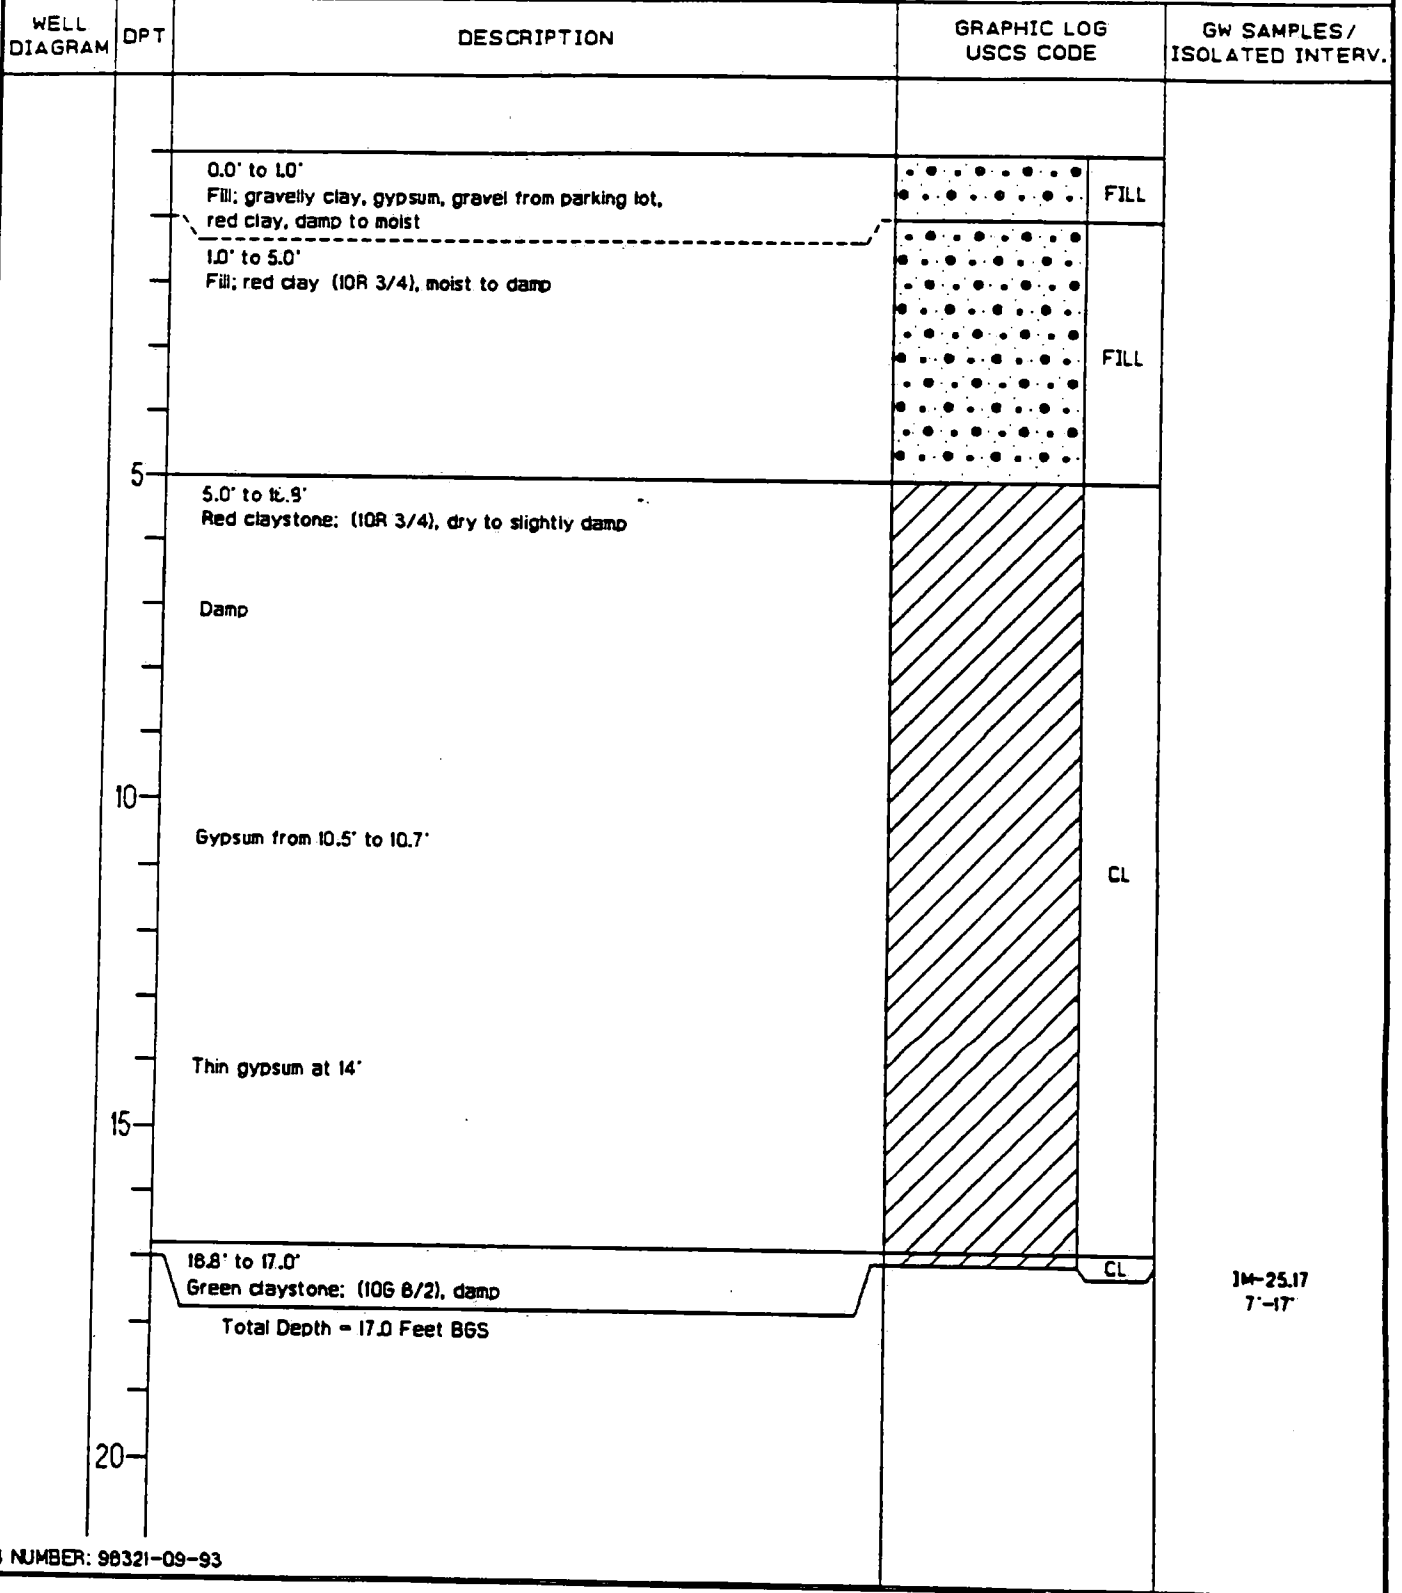 WELL DIAGRAM
DPT
DESCRIPTION
GRAPHIC LOG
USCS CODE
GW SAMPLES/
ISOLATED INTERV.
0.0' to 1.0'
Fill; gravelly clay, gypsum, gravel from parking lot,
red clay, damp to moist
FILL
1.0' to 5.0'
Fill; red clay (10R 3/4), moist to damp
FILL
5
5.0' to
Red claystone; (10R 3/4), dry to slightly damp
Damp
10
Gypsum from 10.5' to 10.7'
CL
Thin gypsum at 14'
15
to 17.0'
Green claystone; (10G), damp
CL
7'-17'
Total Depth = 17.0 Feet BGS
20
NUMBER: 98321-09-93